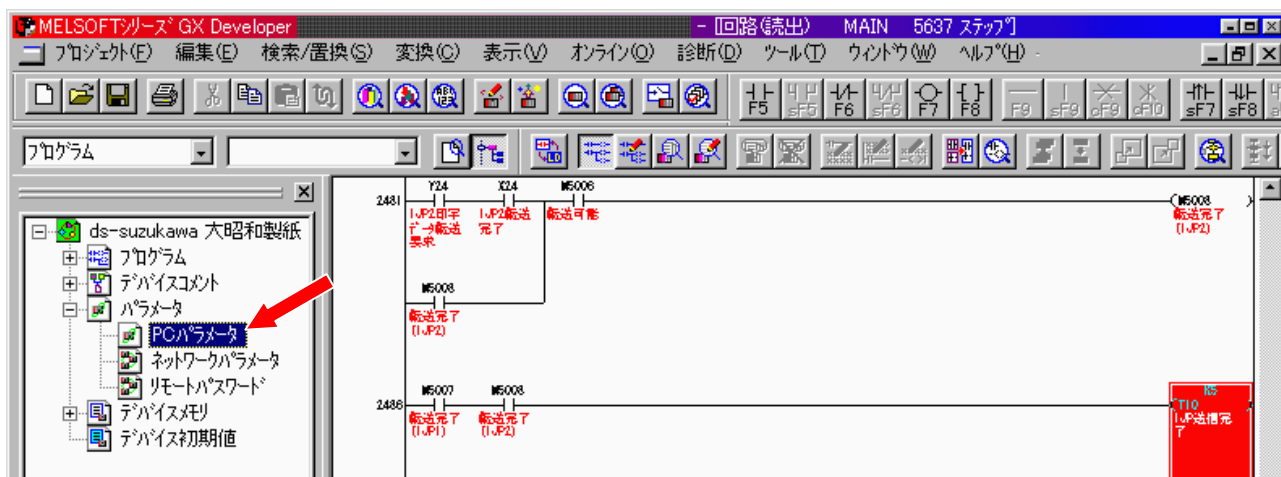 MELSOFTシリーズ GX Developer - [回路(読出) MAIN 5637 ステップ]
プロジェクト(F) 編集(E) 検索/置換(S) 変換(C) 表示(V) オンライン(O) 診断(D) ツール(T) ウィンドウ(W) ヘルプ(H)
F5 sF5 F6 sF6 F7 F8 F9 sF9 cF9 cF10 sF7 sF8
プログラム
ds-suzukawa 大昭和製紙
プログラム
デバイスコメント
パラメータ
PCパラメータ
ネットワークパラメータ
リモートパスワード
デバイスメモリ
デバイス初期値
Y24 X24 M5006
2481
IJP2印字
データ転送
要求
IJP2転送
完了
転送可能
(M5008 )
転送完了
(IJP2)
M5008
転送完了
(IJP2)
M5007 M5008
2486
転送完了
(IJP1)
転送完了
(IJP2)
K5
(T10 )
IJP送信完
了